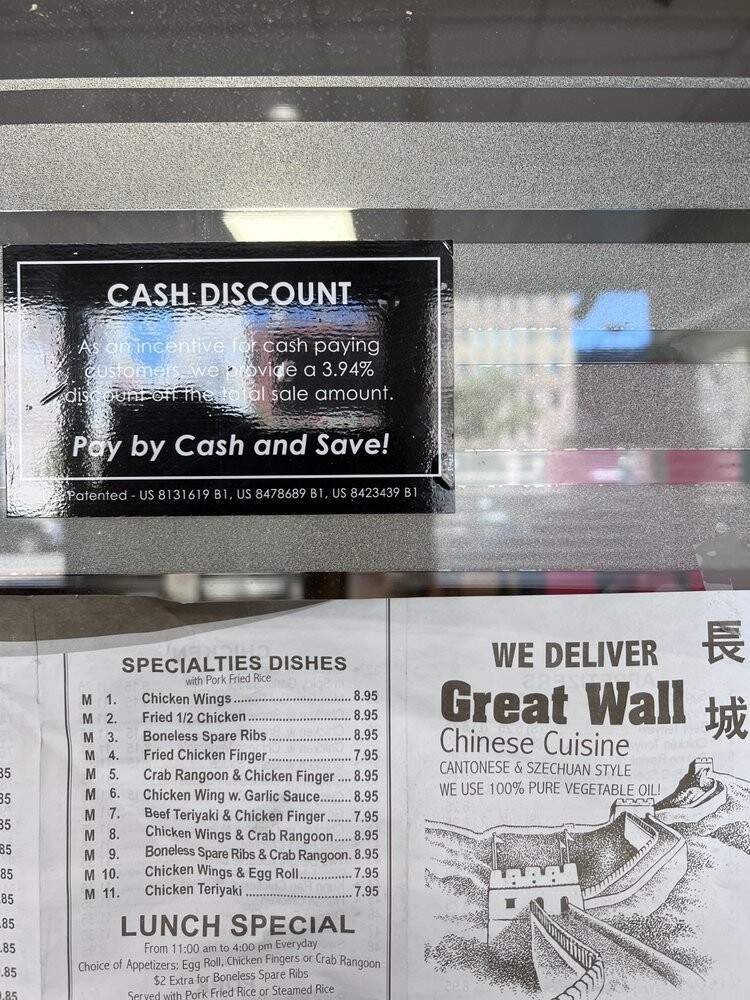 CASH DISCOUNT
As an incentive for cash paying
customers, we provide a 3.94%
discount off the total sale amount.
Pay by Cash and Save!
Patented - US 8131619 B1, US 8478689 B1, US 8423439 B1
SPECIALTIES DISHES
with Pork Fried Rice
M 1. Chicken Wings 8.95
M 2. Fried 1/2 Chicken 8.95
M 3. Boneless Spare Ribs 8.95
M 4. Fried Chicken Finger 7.95
M 5. Crab Rangoon & Chicken Finger 8.95
M 6. Chicken Wing w. Garlic Sauce 8.95
M 7. Beef Teriyaki & Chicken Finger 7.95
M 8. Chicken Wings & Crab Rangoon 8.95
M 9. Boneless Spare Ribs & Crab Rangoon. 8.95
M 10. Chicken Wings & Egg Roll 7.95
M 11. Chicken Teriyaki 7.95
LUNCH SPECIAL
From 11:00 am to 4:00 pm Everyday
Choice of Appetizers: Egg Roll, Chicken Fingers or Crab Rangoon
$2 Extra for Boneless Spare Ribs
Served with Pork Fried Rice or Steamed Rice
WE DELIVER
Great Wall
長城
Chinese Cuisine
CANTONESE & SZECHUAN STYLE
WE USE 100% PURE VEGETABLE OIL!